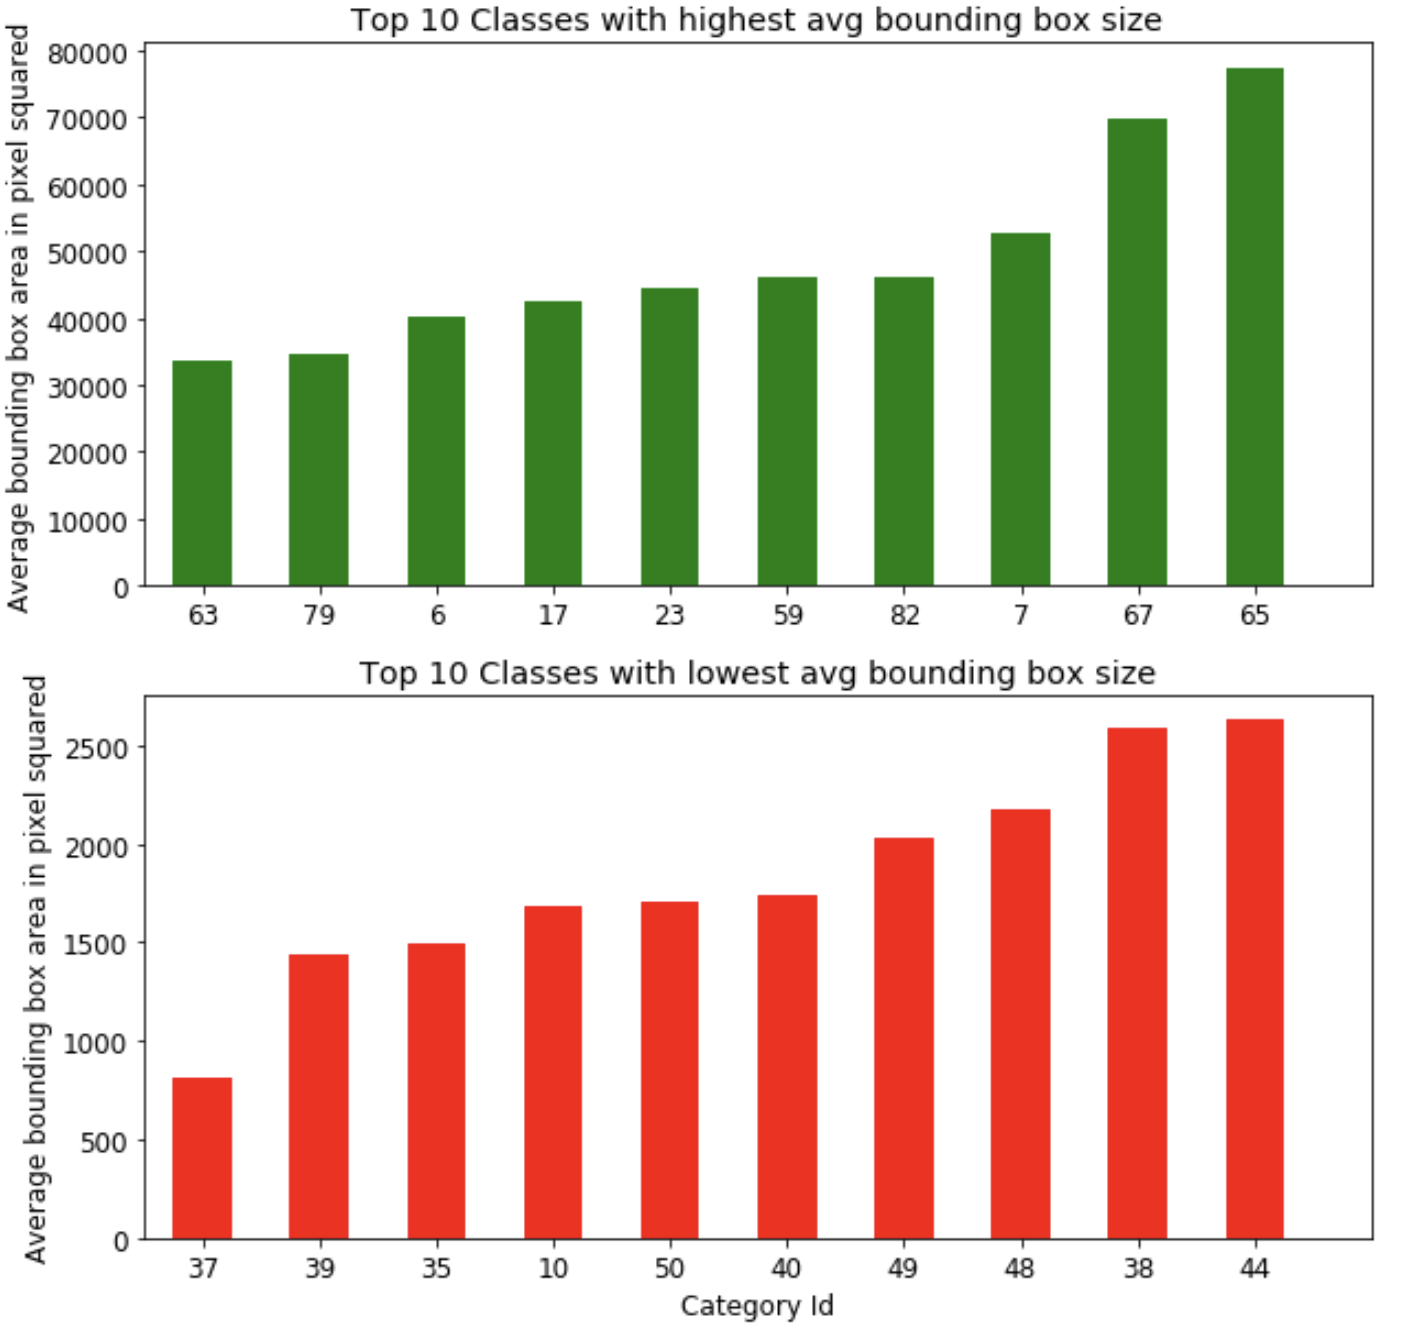 Top 10 Classes with highest avg bounding box size
Average bounding box area in pixel squared
80000
70000
60000
50000
40000
30000
20000
10000
0
63 79 6 17 23 59 82 7 67 65
Top 10 Classes with lowest avg bounding box size
Average bounding box area in pixel squared
2500
2000
1500
1000
500
0
37 39 35 10 50 40 49 48 38 44
Category Id